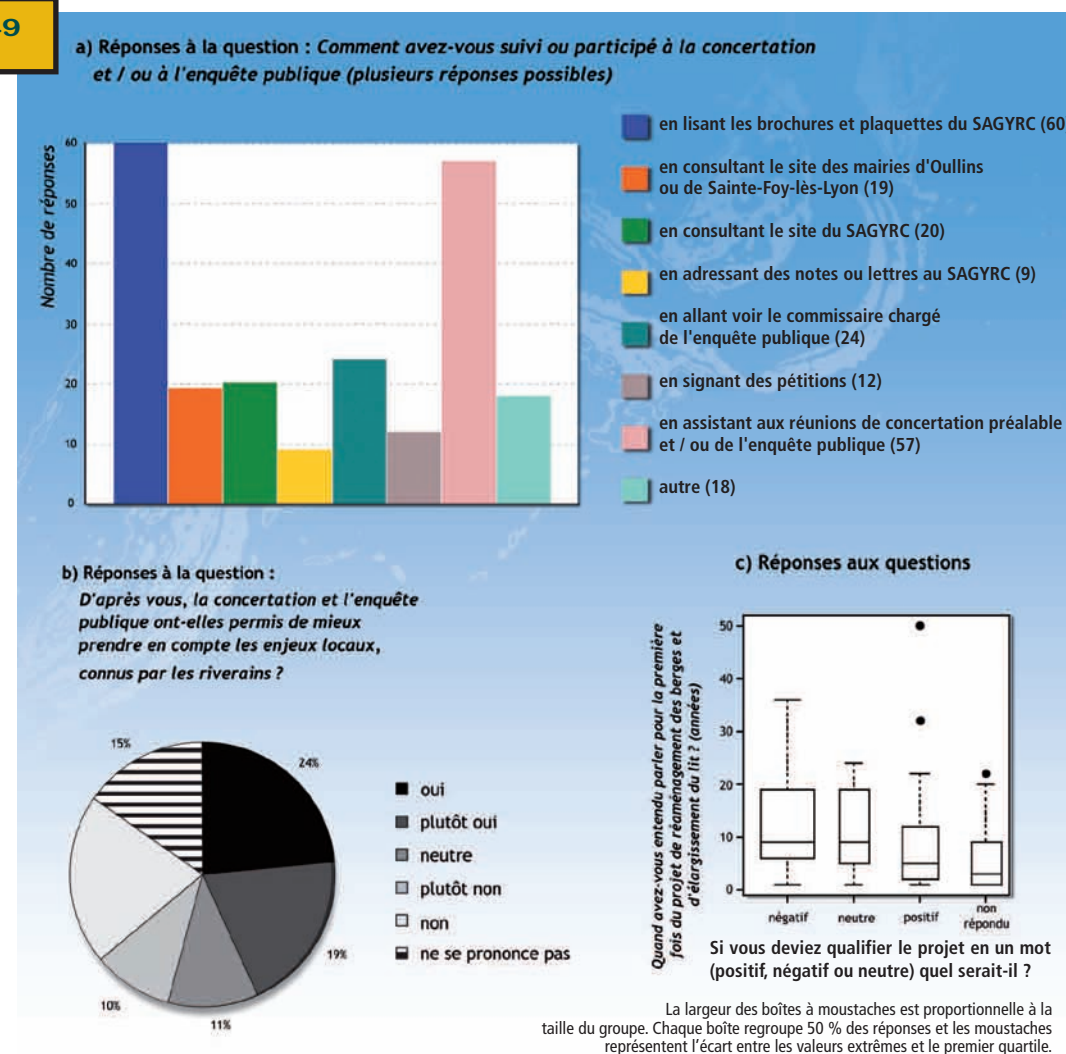 9
a) Réponses à la question : Comment avez-vous suivi ou participé à la concertation
et / ou à l'enquête publique (plusieurs réponses possibles)
Nombre de réponses
60
50
40
30
20
10
0
en lisant les brochures et plaquettes du SAGYRC (60
en consultant le site des mairies d'Oullins
ou de Sainte-Foy-lès-Lyon (19)
en consultant le site du SAGYRC (20)
en adressant des notes ou lettres au SAGYRC (9)
en allant voir le commissaire chargé
de l'enquête publique (24)
en signant des pétitions (12)
en assistant aux réunions de concertation préalable
et / ou de l'enquête publique (57)
autre (18)
b) Réponses à la question :
D'après vous, la concertation et l'enquête
publique ont-elles permis de mieux
prendre en compte les enjeux locaux,
connus par les riverains ?
15%
24%
19%
11%
10%
oui
plutôt oui
neutre
plutôt non
non
ne se prononce pas
c) Réponses aux questions
Quand avez-vous entendu parler pour la première
fois du projet de réaménagement des berges et
d'élargissement du lit ? (années)
50
40
30
20
10
0
négatif
neutre
positif
non
répondu
Si vous deviez qualifier le projet en un mot
(positif, négatif ou neutre) quel serait-il ?
La largeur des boîtes à moustaches est proportionnelle à la
taille du groupe. Chaque boîte regroupe 50 % des réponses et les moustaches
représentent l'écart entre les valeurs extrêmes et le premier quartile.